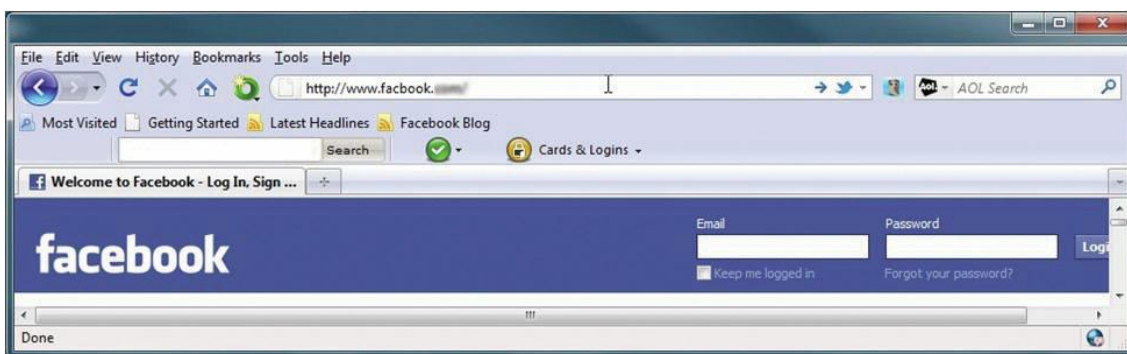 File Edit View History Bookmarks Tools Help
http://www.facbook. AOL Search
Most Visited Getting Started Latest Headlines Facebook Blog
Search Cards & Logins
Welcome to Facebook - Log In, Sign ...
Email Password
facebook Logi
Keep me logged in Forgot your password?
Done